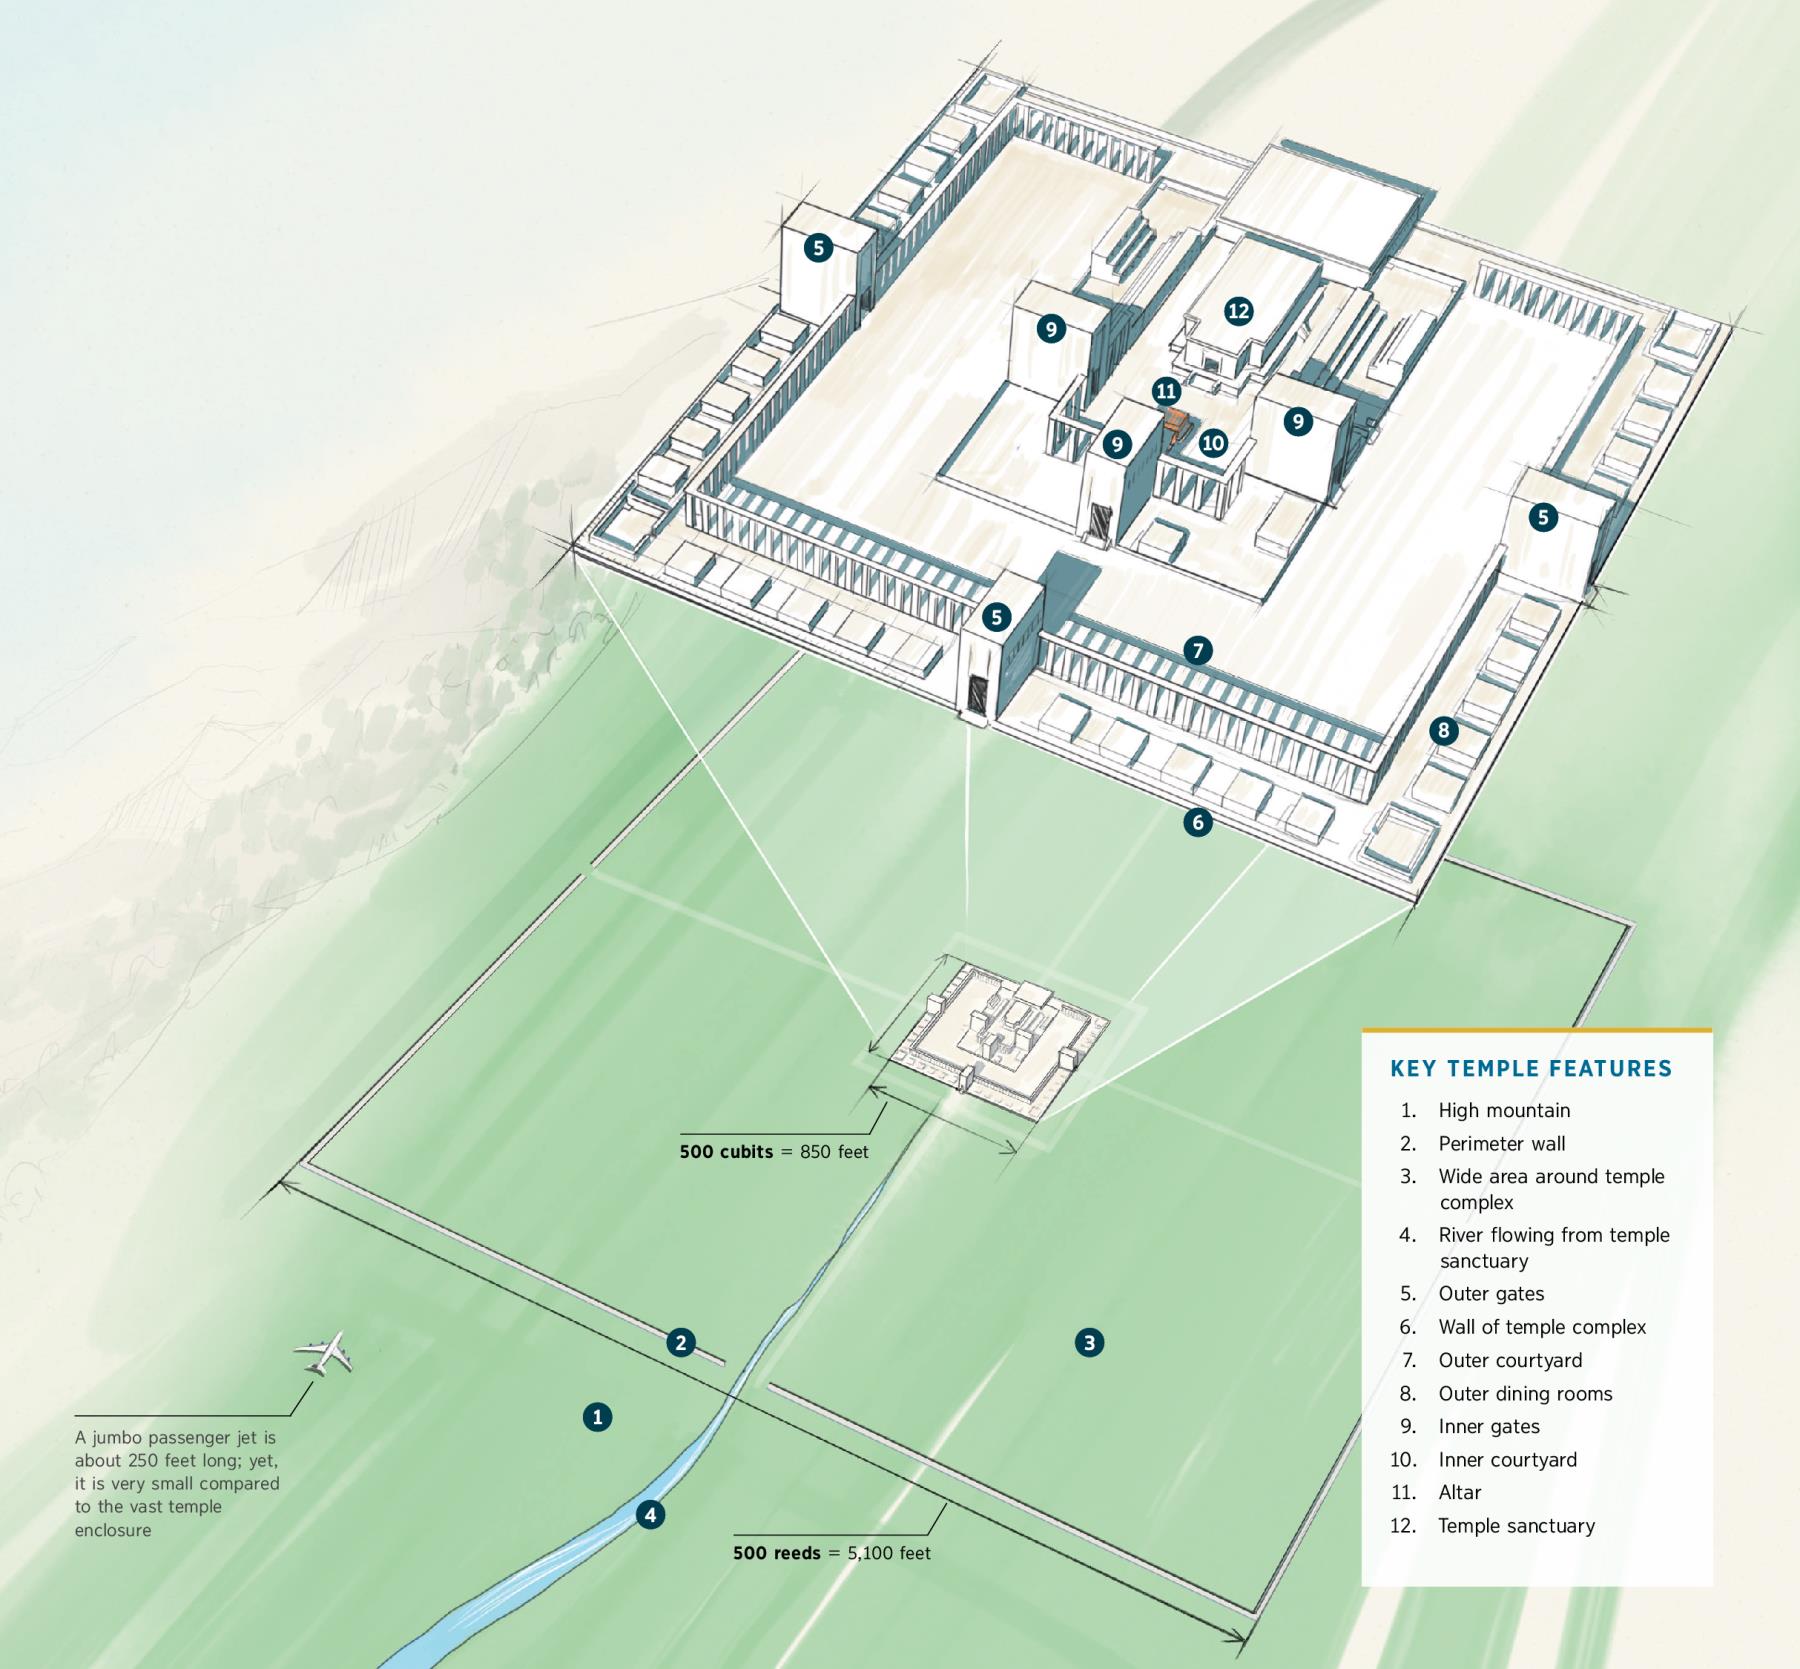 5
9
12
11
9
10
9
5
5
7
8
6
500 cubits = 850 feet
2
3
1
4
500 reeds = 5,100 feet
A jumbo passenger jet is
about 250 feet long; yet,
it is very small compared
to the vast temple
enclosure
KEY TEMPLE FEATURES
1. High mountain
2. Perimeter wall
3. Wide area around temple
complex
4. River flowing from temple
sanctuary
5. Outer gates
6. Wall of temple complex
7. Outer courtyard
8. Outer dining rooms
9. Inner gates
10. Inner courtyard
11. Altar
12. Temple sanctuary